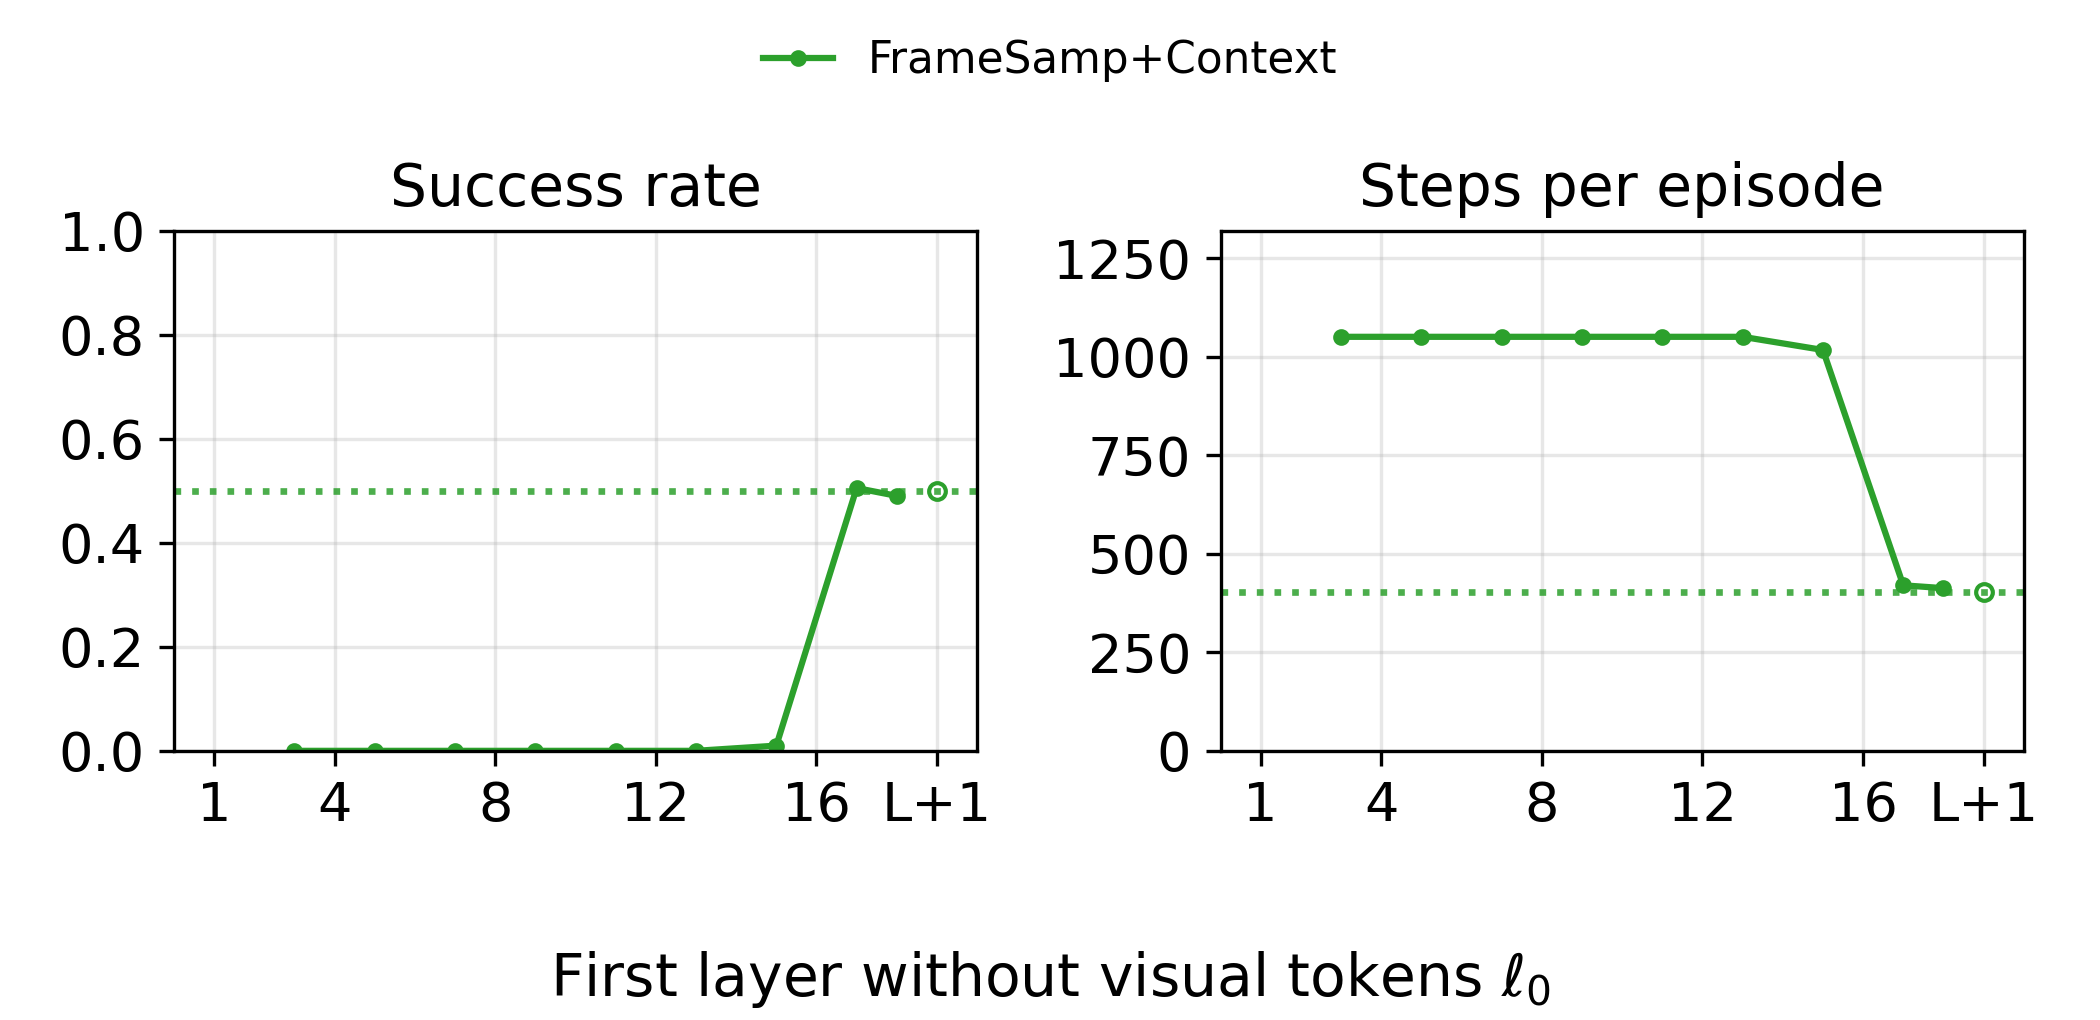 FrameSamp+Context
Success rate
1.0
0.8
0.6
0.4
0.2
0.0
1 4 8 12 16 L+1
Steps per episode
1250
1000
750
500
250
0
1 4 8 12 16 L+1
First layer without visual tokens ℓ₀